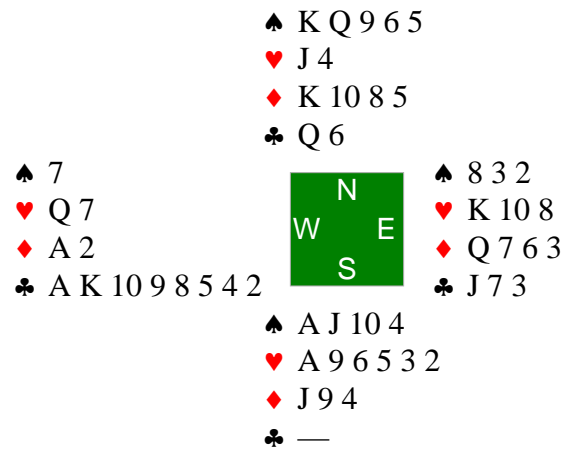 ♠ K Q 9 6 5
♥ J 4
♦ K 10 8 5
♣ Q 6
♠ 7
♥ Q 7
♦ A 2
♣ A K 10 9 8 5 4 2
N
W E
S
♠ 8 3 2
♥ K 10 8
♦ Q 7 6 3
♣ J 7 3
♠ A J 10 4
♥ A 9 6 5 3 2
♦ J 9 4
♣ —